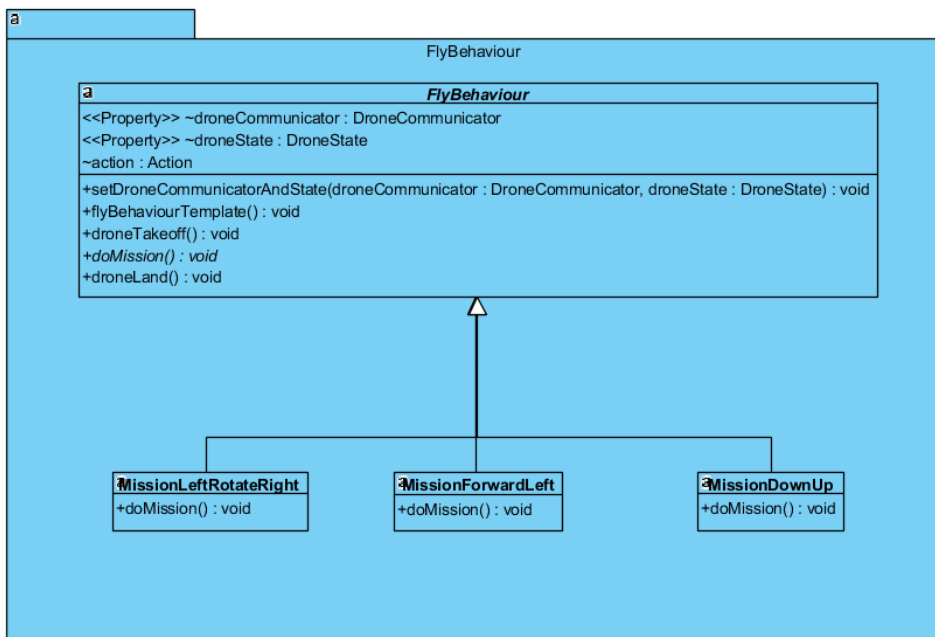 a
FlyBehaviour
a
FlyBehaviour
<<Property>> ~droneCommunicator : DroneCommunicator
<<Property>> ~droneState : DroneState
~action : Action
+setDroneCommunicatorAndState(droneCommunicator : DroneCommunicator, droneState : DroneState) : void
+flyBehaviourTemplate() : void
+droneTakeoff() : void
+doMission() : void
+droneLand() : void
a
MissionLeftRotateRight
+doMission() : void
a
MissionForwardLeft
+doMission() : void
a
MissionDownUp
+doMission() : void